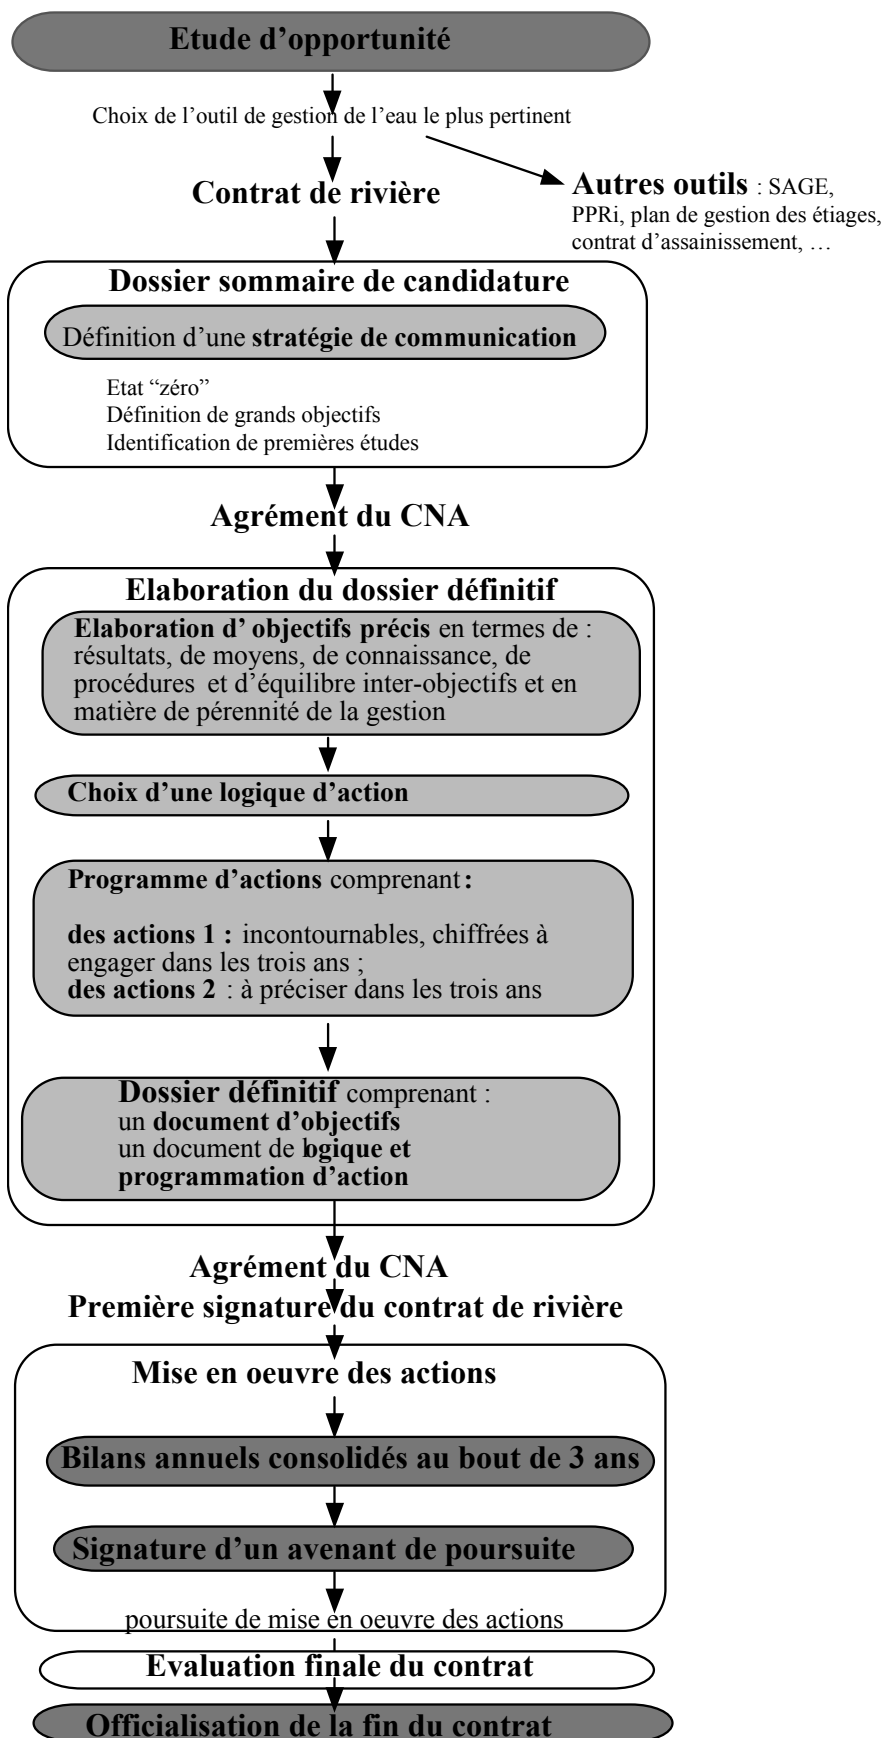 Etude d’opportunité
Choix de l’outil de gestion de l’eau le plus pertinent
Contrat de rivière
Autres outils : SAGE,
PPRi, plan de gestion des étiages,
contrat d’assainissement, …
Dossier sommaire de candidature
Définition d’une stratégie de communication
Etat “zéro”
Définition de grands objectifs
Identification de premières études
Agrément du CNA
Elaboration du dossier définitif
Elaboration d’ objectifs précis en termes de :
résultats, de moyens, de connaissance, de
procédures et d’équilibre inter-objectifs et en
matière de pérennité de la gestion
Choix d’une logique d’action
Programme d’actions comprenant :
des actions 1 : incontournables, chiffrées à
engager dans les trois ans ;
des actions 2 : à préciser dans les trois ans
Dossier définitif comprenant :
un document d’objectifs
un document de logique et
programmation d’action
Agrément du CNA
Première signature du contrat de rivière
Mise en oeuvre des actions
Bilans annuels consolidés au bout de 3 ans
Signature d’un avenant de poursuite
poursuite de mise en oeuvre des actions
Evaluation finale du contrat
Officialisation de la fin du contrat